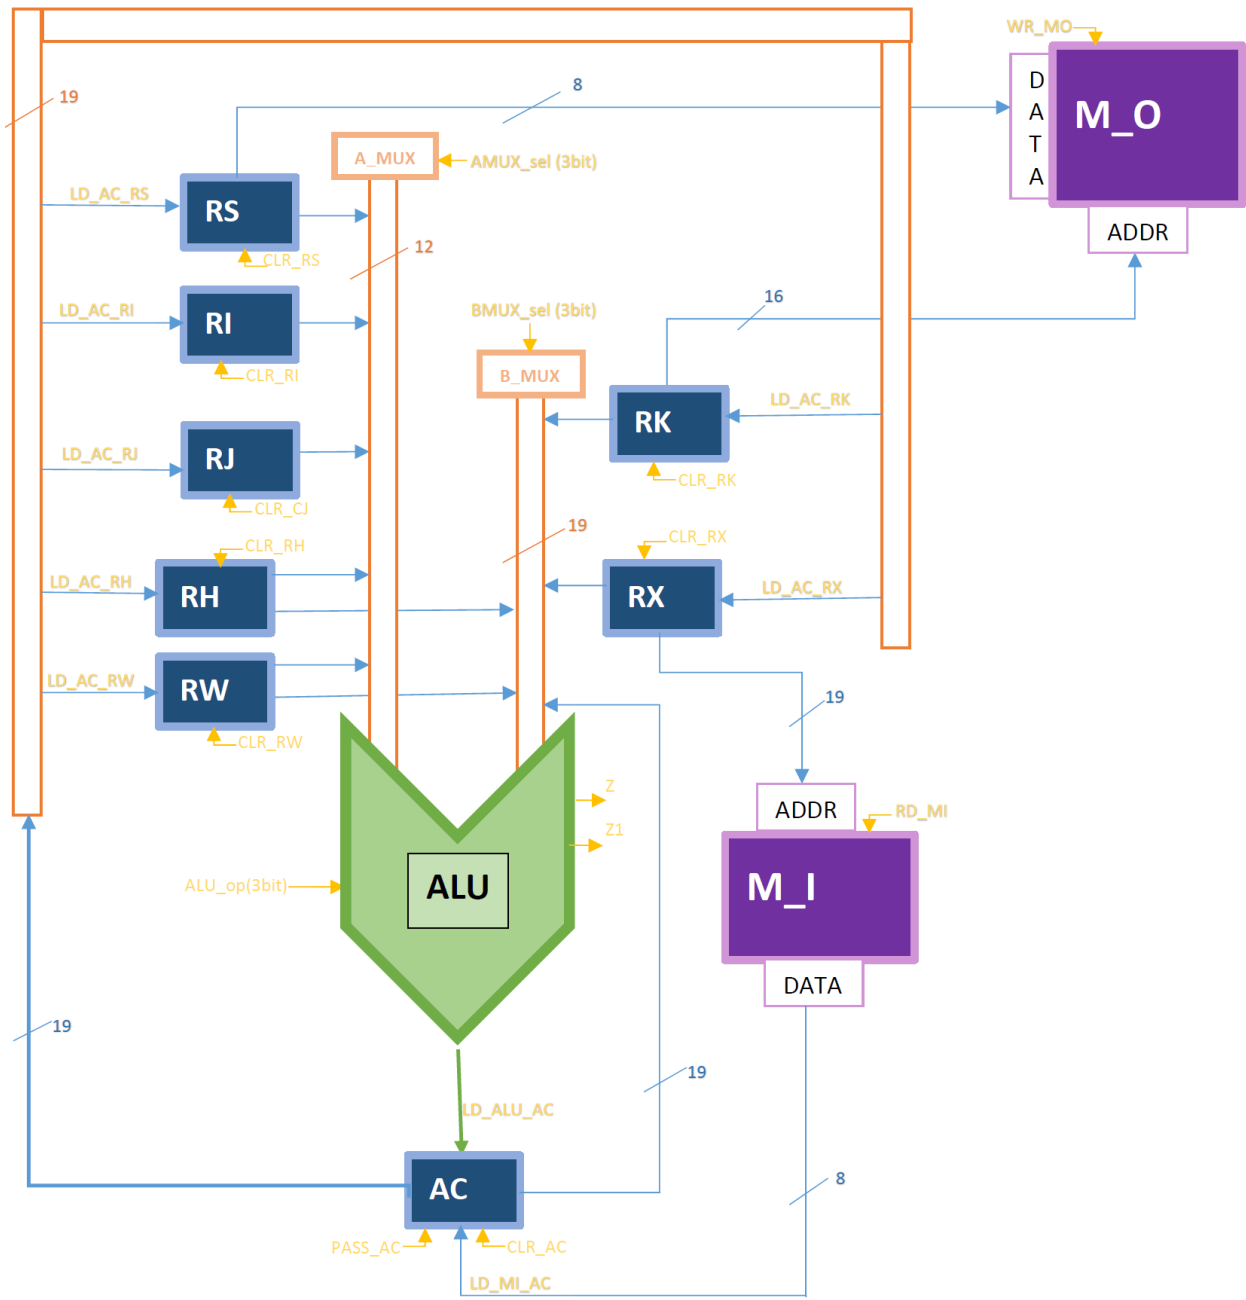 WR_MO
19
8
D
A
T
A
M_O
A_MUX
AMUX_sel (3bit)
LD_AC_RS
RS
ADDR
12
CLR_RS
16
LD_AC_RI
RI
BMUX_sel (3bit)
CLR_RI
B_MUX
LD_AC_RK
RK
LD_AC_RJ
RJ
CLR_RK
CLR_CJ
19
CLR_RH
CLR_RX
LD_AC_RH
RH
RX
LD_AC_RX
LD_AC_RW
RW
19
CLR_RW
Z
ADDR
RD_MI
Z1
ALU_op(3bit)
ALU
M_I
DATA
19
19
LD_ALU_AC
AC
8
PASS_AC
CLR_AC
LD_MI_AC